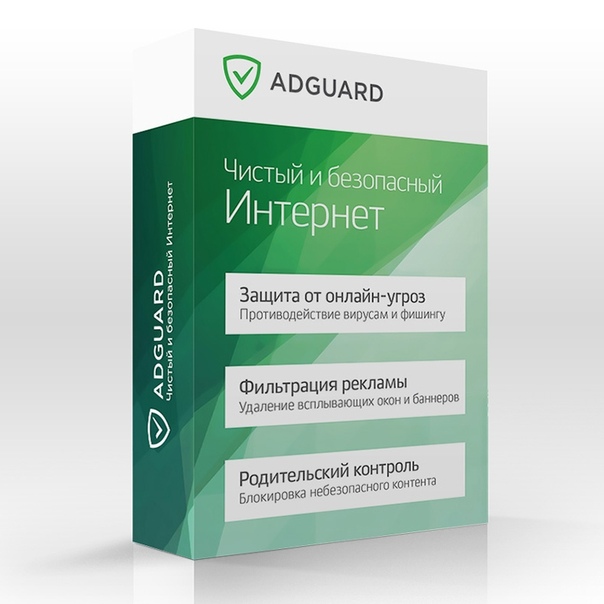 ADGUARD
Чистый и безопасный
Интернет
Защита от онлайн-угроз
Противодействие вирусам и фишингу
Фильтрация рекламы
Удаление всплывающих окон и баннеров
Родительский контроль
Блокировка небезопасного контента
ADGUARD
Чистый и безопасный Интернет